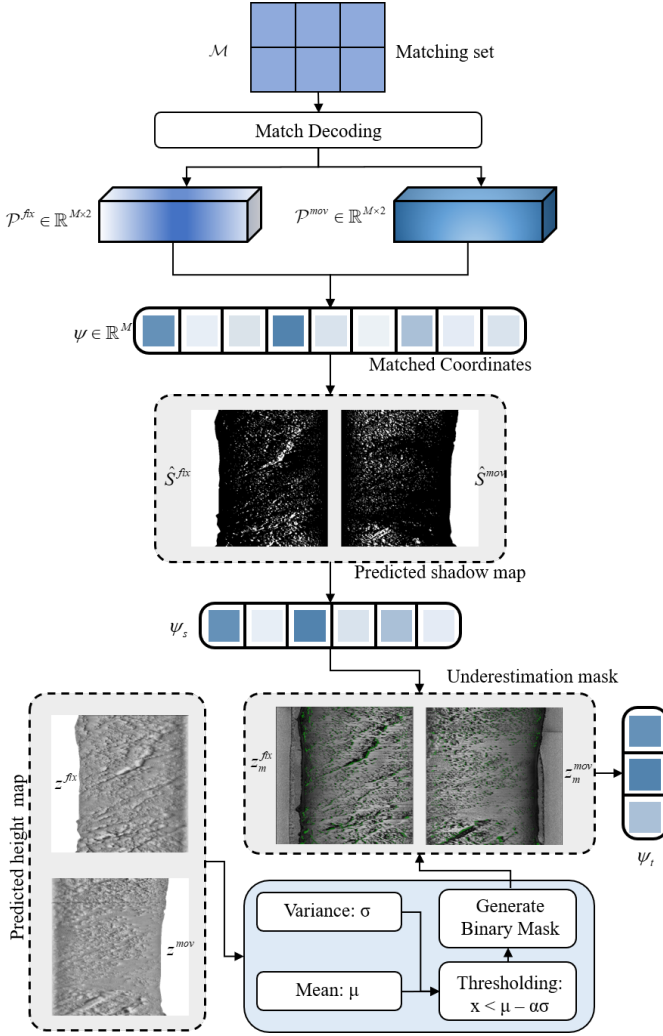 ℳ Matching set
Match Decoding
𝒫^{fix} ∈ ℝ^{M×2} 𝒫^{mov} ∈ ℝ^{M×2}
ψ ∈ ℝ^M
Matched Coordinates
Ŝ^{fix} Ŝ^{mov}
Predicted shadow map
ψ_s
Underestimation mask
z_m^{fix} z_m^{mov}
ψ_t
Predicted height map
z^{fix}
z^{mov}
Variance: σ
Mean: μ
Generate
Binary Mask
Thresholding:
x < μ – ασ